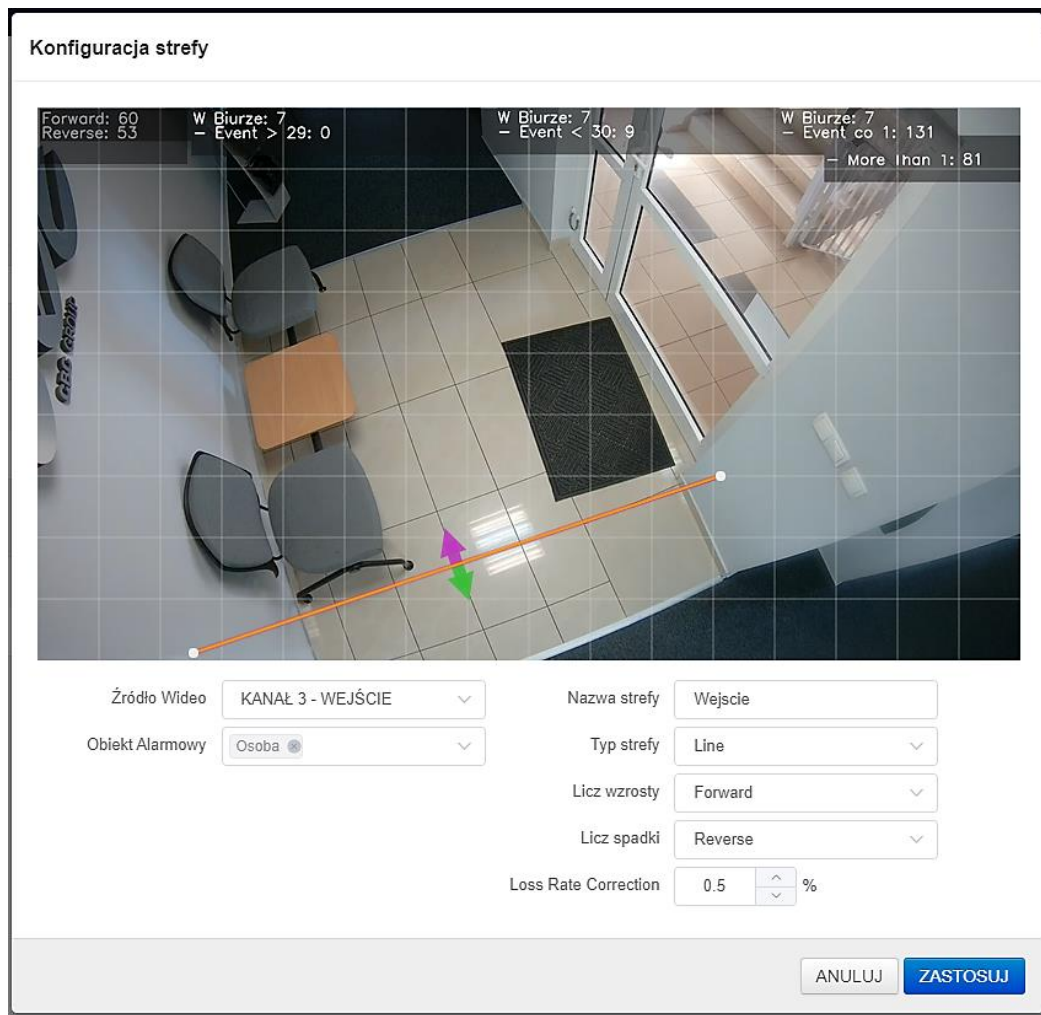 Konfiguracja strefy
Forward: 60
Reverse: 53
W Biurze: 7
– Event > 29: 0
W Biurze: 7
– Event < 30: 9
W Biurze: 7
– Event co 1: 131
– More Than 1: 81
GBG GROUP
Źródło Wideo
KANAŁ 3 - WEJŚCIE
Obiekt Alarmowy
Osoba
Nazwa strefy
Wejscie
Typ strefy
Line
Licz wzrosty
Forward
Licz spadki
Reverse
Loss Rate Correction
0.5
%
ANULUJ
ZASTOSUJ